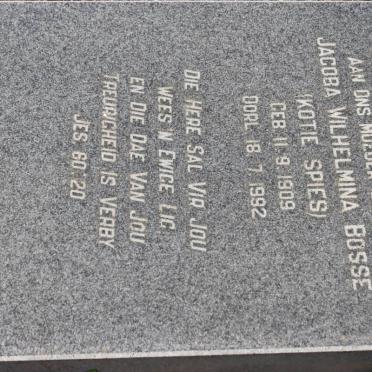 AAN ONS MOEDER
JACOBA WILHELMINA BOSSE
(KOTIE SPIES)
GEB 11. 9. 1909
OORL 18. 7. 1992
DIE HERE SAL VIR JOU
WEES 'N EWIGE LIG
EN DIE DAE VAN JOU
TREURIGHEID IS VERBY
JES 60:20